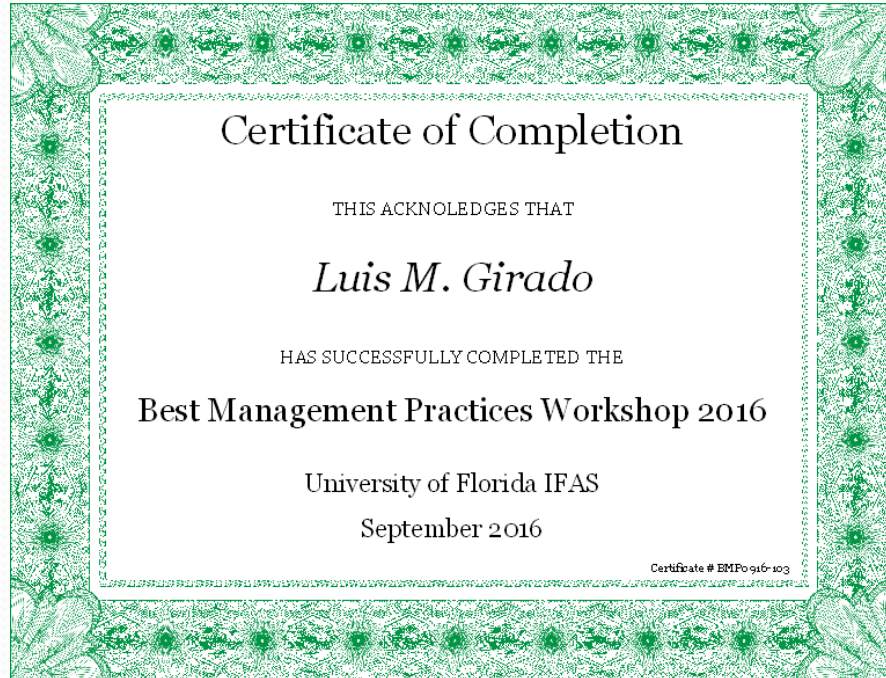 Certificate of Completion
THIS ACKNOLEDGES THAT
Luis M. Girado
HAS SUCCESSFULLY COMPLETED THE
Best Management Practices Workshop 2016
University of Florida IFAS
September 2016
Certificate # BMP0916-103